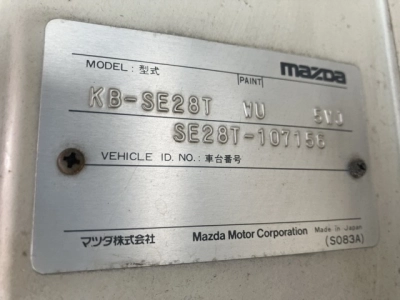 MODEL : 型式
PAINT
mazda
KB-SE28T WU 5VJ
SE28T-107155
VEHICLE ID. NO. : 車台番号
マツダ株式会社 Mazda Motor Corporation Made in Japan
(S083A)